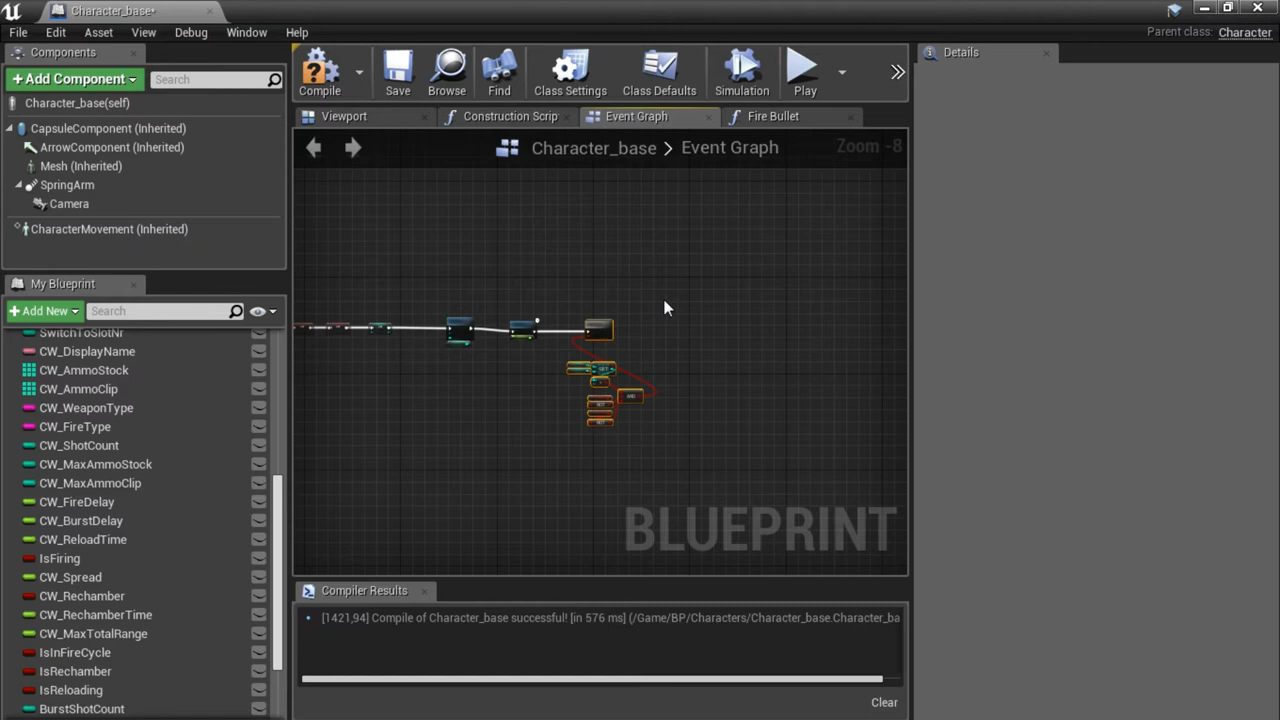 Character_base*
File Edit Asset View Debug Window Help
Parent class: Character
Components
Add Component
Search
Character_base(self)
CapsuleComponent (Inherited)
ArrowComponent (Inherited)
Mesh (Inherited)
SpringArm
Camera
CharacterMovement (Inherited)
My Blueprint
Add New
Search
SwitchToSlotNr
CW_DisplayName
CW_AmmoStock
CW_AmmoClip
CW_WeaponType
CW_FireType
CW_ShotCount
CW_MaxAmmoStock
CW_MaxAmmoClip
CW_FireDelay
CW_BurstDelay
CW_ReloadTime
IsFiring
CW_Spread
CW_Rechamber
CW_RechamberTime
CW_MaxTotalRange
IsInFireCycle
IsRechamber
IsReloading
BurstShotCount
Compile Save Browse Find Class Settings Class Defaults Simulation Play
Viewport Construction Scrip Event Graph Fire Bullet
Character_base > Event Graph
Zoom -8
AND
BLUEPRINT
Compiler Results
[1421,94] Compile of Character_base successful! [in 576 ms] (/Game/BP/Characters/Character_base.Character_ba
Clear
Details